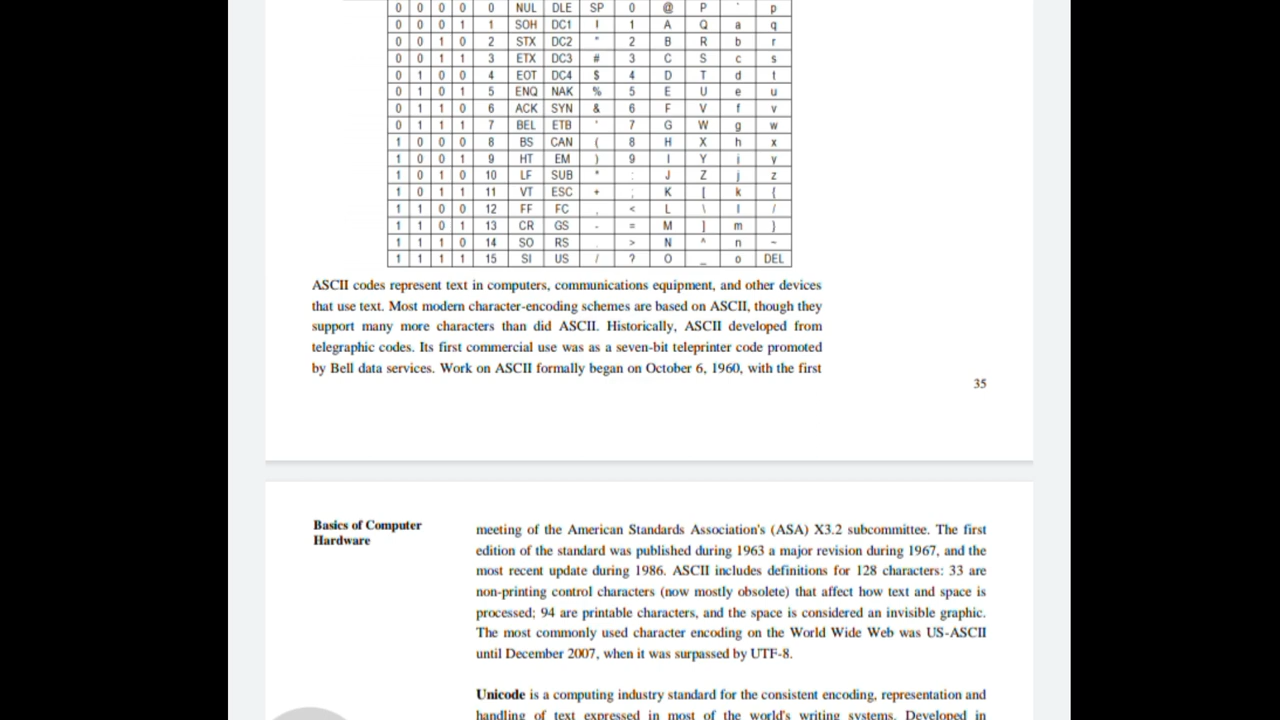 0 0 0 0 0 NUL DLE SP 0 @ P ` p
0 0 0 1 1 SOH DC1 ! 1 A Q a q
0 0 1 0 2 STX DC2 " 2 B R b r
0 0 1 1 3 ETX DC3 # 3 C S c s
0 1 0 0 4 EOT DC4 $ 4 D T d t
0 1 0 1 5 ENQ NAK % 5 E U e u
0 1 1 0 6 ACK SYN & 6 F V f v
0 1 1 1 7 BEL ETB ' 7 G W g w
1 0 0 0 8 BS CAN ( 8 H X h x
1 0 0 1 9 HT EM ) 9 I Y i y
1 0 1 0 10 LF SUB * : J Z j z
1 0 1 1 11 VT ESC + ; K [ k {
1 1 0 0 12 FF FC , < L \ l /
1 1 0 1 13 CR GS - = M ] m }
1 1 1 0 14 SO RS . > N ^ n ~
1 1 1 1 15 SI US / ? O _ o DEL
ASCII codes represent text in computers, communications equipment, and other devices
that use text. Most modern character-encoding schemes are based on ASCII, though they
support many more characters than did ASCII. Historically, ASCII developed from
telegraphic codes. Its first commercial use was as a seven-bit teleprinter code promoted
by Bell data services. Work on ASCII formally began on October 6, 1960, with the first
35
Basics of Computer
Hardware
meeting of the American Standards Association's (ASA) X3.2 subcommittee. The first
edition of the standard was published during 1963 a major revision during 1967, and the
most recent update during 1986. ASCII includes definitions for 128 characters: 33 are
non-printing control characters (now mostly obsolete) that affect how text and space is
processed; 94 are printable characters, and the space is considered an invisible graphic.
The most commonly used character encoding on the World Wide Web was US-ASCII
until December 2007, when it was surpassed by UTF-8.
Unicode is a computing industry standard for the consistent encoding, representation and
handling of text expressed in most of the world's writing systems. Developed in